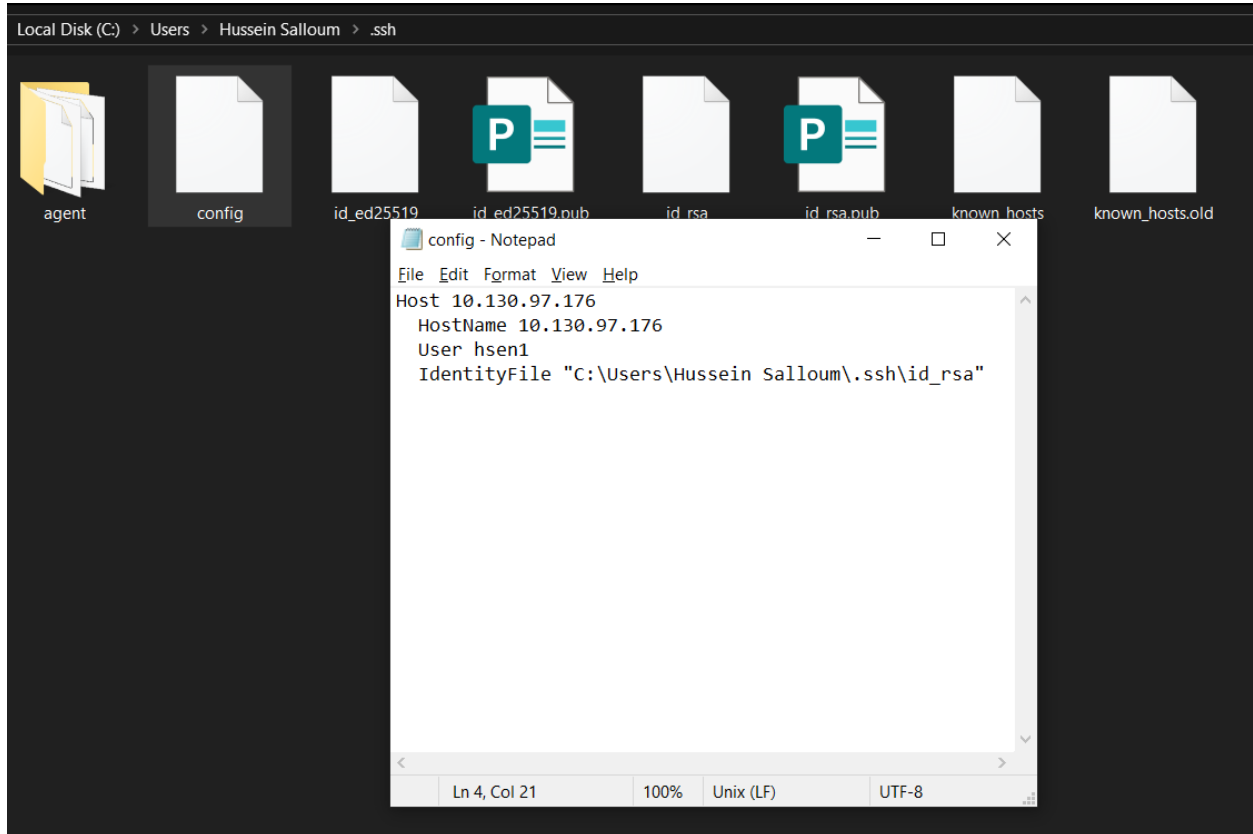 Local Disk (C:) > Users > Hussein Salloum > .ssh
P
P
agent
config
id_ed25519
id_ed25519.pub
id_rsa
id_rsa.pub
known_hosts
known_hosts.old
config - Notepad
File Edit Format View Help
Host 10.130.97.176
  HostName 10.130.97.176
  User hsen1
  IdentityFile "C:\Users\Hussein Salloum\.ssh\id_rsa"
Ln 4, Col 21 100% Unix (LF) UTF-8